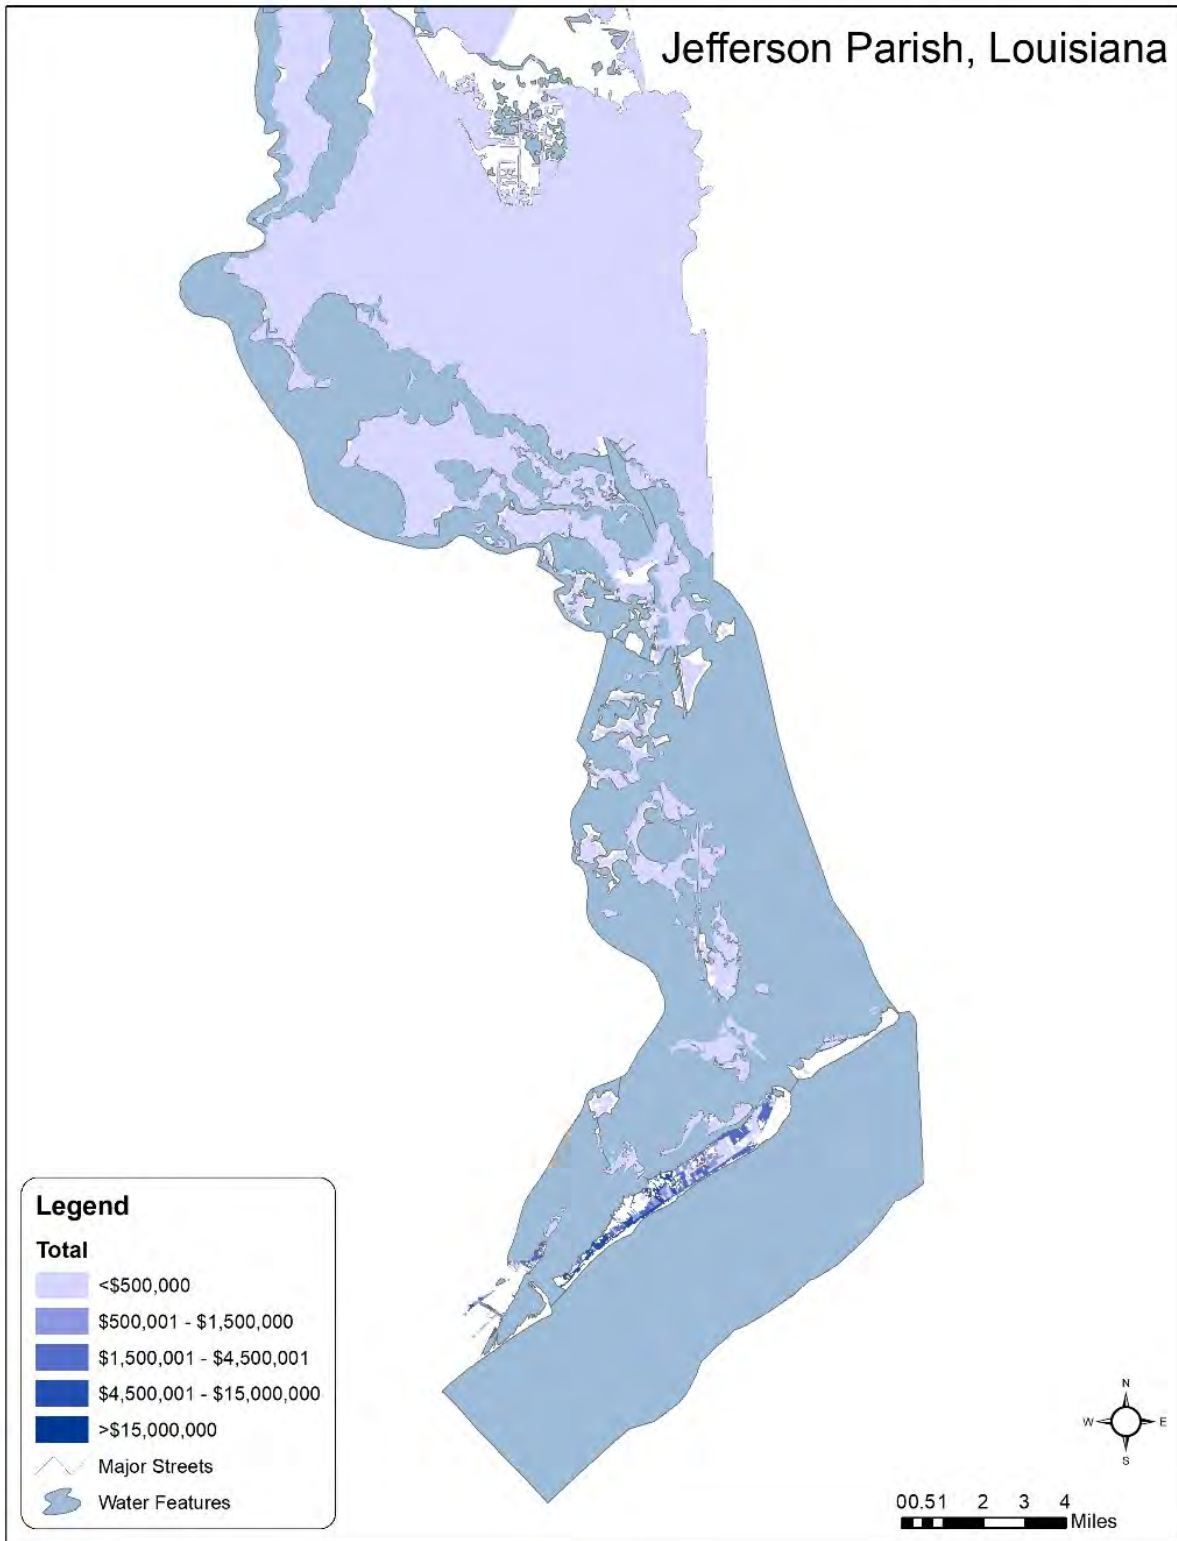 Jefferson Parish, Louisiana
Legend
Total
<$500,000
$500,001 - $1,500,000
$1,500,001 - $4,500,001
$4,500,001 - $15,000,000
>$15,000,000
Major Streets
Water Features
N
W E
S
00.51 2 3 4
Miles